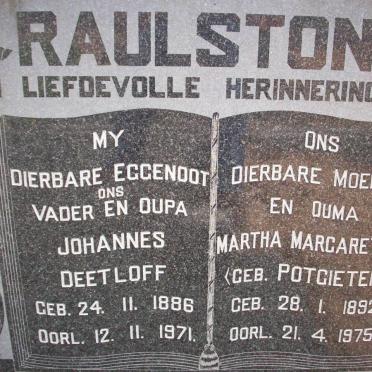 RAULSTON
LIEFDEVOLLE HERINNERING
MY
DIERBARE EGGENOOT
ONS
VADER EN OUPA
JOHANNES
DEETLOFF
GEB. 24. 11. 1886
OORL. 12. 11. 1971.
ONS
DIERBARE MOE
EN OUMA
MARTHA MARGARE
(GEB. POTGIETE
GEB. 28. 1. 189
OORL. 21. 4. 1975